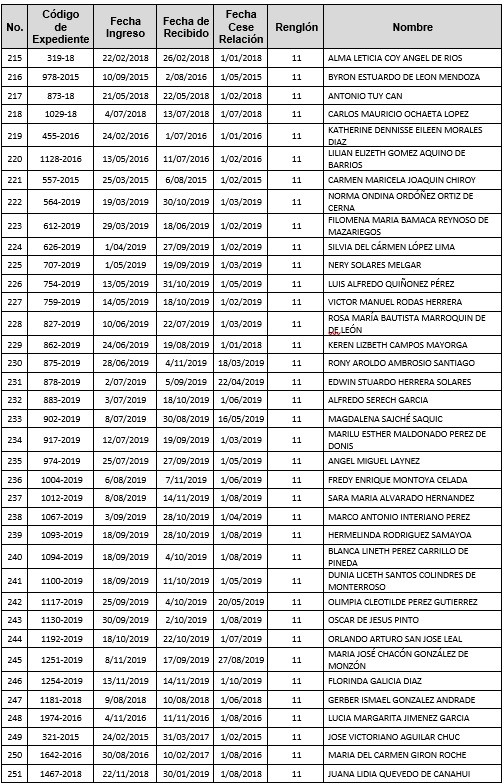 No. Código de Expediente Fecha Ingreso Fecha de Recibido Fecha Cese Relación Renglón Nombre
215 319-18 22/02/2018 26/02/2018 1/01/2018 11 ALMA LETICIA COY ANGEL DE RIOS
216 978-2015 10/09/2015 2/08/2016 1/05/2015 11 BYRON ESTUARDO DE LEON MENDOZA
217 873-18 21/05/2018 22/05/2018 1/02/2018 11 ANTONIO TUY CAN
218 1029-18 4/07/2018 13/07/2018 1/07/2018 11 CARLOS MAURICIO OCHAETA LOPEZ
219 455-2016 24/02/2016 1/07/2016 1/01/2016 11 KATHERINE DENNISSE EILEEN MORALES DIAZ
220 1128-2016 13/05/2016 11/07/2016 1/02/2016 11 LILIAN ELIZETH GOMEZ AQUINO DE BARRIOS
221 557-2015 25/03/2015 6/08/2015 1/02/2015 11 CARMEN MARICELA JOAQUIN CHIROY
222 564-2019 19/03/2019 30/10/2019 1/03/2019 11 NORMA ONDINA ORDÓÑEZ ORTIZ DE CERNA
223 612-2019 29/03/2019 18/06/2019 1/02/2019 11 FILOMENA MARIA BAMACA REYNOSO DE MAZARIEGOS
224 626-2019 1/04/2019 27/09/2019 1/02/2019 11 SILVIA DEL CÁRMEN LÓPEZ LIMA
225 707-2019 1/05/2019 19/09/2019 1/03/2019 11 NERY SOLARES MELGAR
226 754-2019 13/05/2019 31/10/2019 1/05/2019 11 LUIS ALFREDO QUIÑONEZ PÉREZ
227 759-2019 14/05/2019 18/10/2019 1/02/2019 11 VICTOR MANUEL RODAS HERRERA
228 827-2019 10/06/2019 22/07/2019 1/03/2019 11 ROSA MARÍA BAUTISTA MARROQUIN DE DE LEÓN
229 862-2019 24/06/2019 19/08/2019 1/01/2018 11 KEREN LIZBETH CAMPOS MAYORGA
230 875-2019 28/06/2019 4/11/2019 18/03/2019 11 RONY AROLDO AMBROSIO SANTIAGO
231 878-2019 2/07/2019 5/09/2019 22/04/2019 11 EDWIN STUARDO HERRERA SOLARES
232 883-2019 3/07/2019 18/10/2019 1/06/2019 11 ALFREDO SERECH GARCIA
233 902-2019 8/07/2019 30/08/2019 16/05/2019 11 MAGDALENA SAJCHÉ SAQUIC
234 917-2019 12/07/2019 19/09/2019 1/03/2019 11 MARILU ESTHER MALDONADO PEREZ DE DONIS
235 974-2019 25/07/2019 27/09/2019 1/05/2019 11 ANGEL MIGUEL LAYNEZ
236 1004-2019 6/08/2019 7/11/2019 1/06/2019 11 FREDY ENRIQUE MONTOYA CELADA
237 1012-2019 8/08/2019 14/11/2019 1/08/2019 11 SARA MARIA ALVARADO HERNANDEZ
238 1067-2019 3/09/2019 28/10/2019 1/04/2019 11 MARCO ANTONIO INTERIANO PEREZ
239 1093-2019 18/09/2019 28/10/2019 1/08/2019 11 HERMELINDA RODRIGUEZ SAMAYOA
240 1094-2019 18/09/2019 4/10/2019 1/08/2019 11 BLANCA LINETH PEREZ CARRILLO DE PINEDA
241 1100-2019 18/09/2019 11/10/2019 1/05/2019 11 DUNIA LICETH SANTOS COLINDRES DE MONTERROSO
242 1117-2019 25/09/2019 4/10/2019 20/05/2019 11 OLIMPIA CLEOTILDE PEREZ GUTIERREZ
243 1130-2019 30/09/2019 2/10/2019 1/08/2019 11 OSCAR DE JESUS PINTO
244 1192-2019 18/10/2019 22/10/2019 1/07/2019 11 ORLANDO ARTURO SAN JOSE LEAL
245 1251-2019 8/11/2019 17/09/2019 27/08/2019 11 MARIA JOSÉ CHACÓN GONZÁLEZ DE MONZÓN
246 1254-2019 13/11/2019 14/11/2019 1/10/2019 11 FLORINDA GALICIA DIAZ
247 1181-2018 9/08/2018 10/08/2018 1/06/2018 11 GERBER ISMAEL GONZALEZ ANDRADE
248 1974-2016 4/11/2016 11/11/2016 1/08/2016 11 LUCIA MARGARITA JIMENEZ GARCIA
249 321-2015 24/02/2015 31/03/2017 1/02/2015 11 JOSE VICTORIANO AGUILAR CHUC
250 1642-2016 30/08/2016 10/02/2017 1/08/2016 11 MARIA DEL CARMEN GIRON ROCHE
251 1467-2018 22/11/2018 30/01/2019 1/08/2018 11 JUANA LIDIA QUEVEDO DE CANAHUI